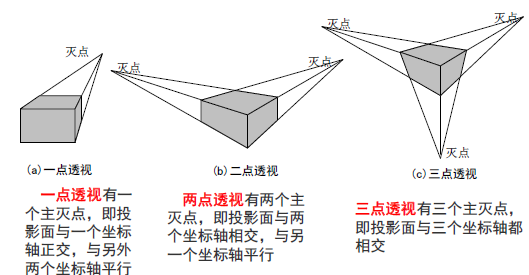 灭点
灭点
灭点
灭点
灭点
灭点
(a)一点透视
(b)二点透视
(c)三点透视
一点透视有一
个主灭点，即投
影面与一个坐标
轴正交，与另外
两个坐标轴平行
两点透视有两个主
灭点，即投影面与两
个坐标轴相交，与另
一个坐标轴平行
三点透视有三个主灭点，
即投影面与三个坐标轴都
相交